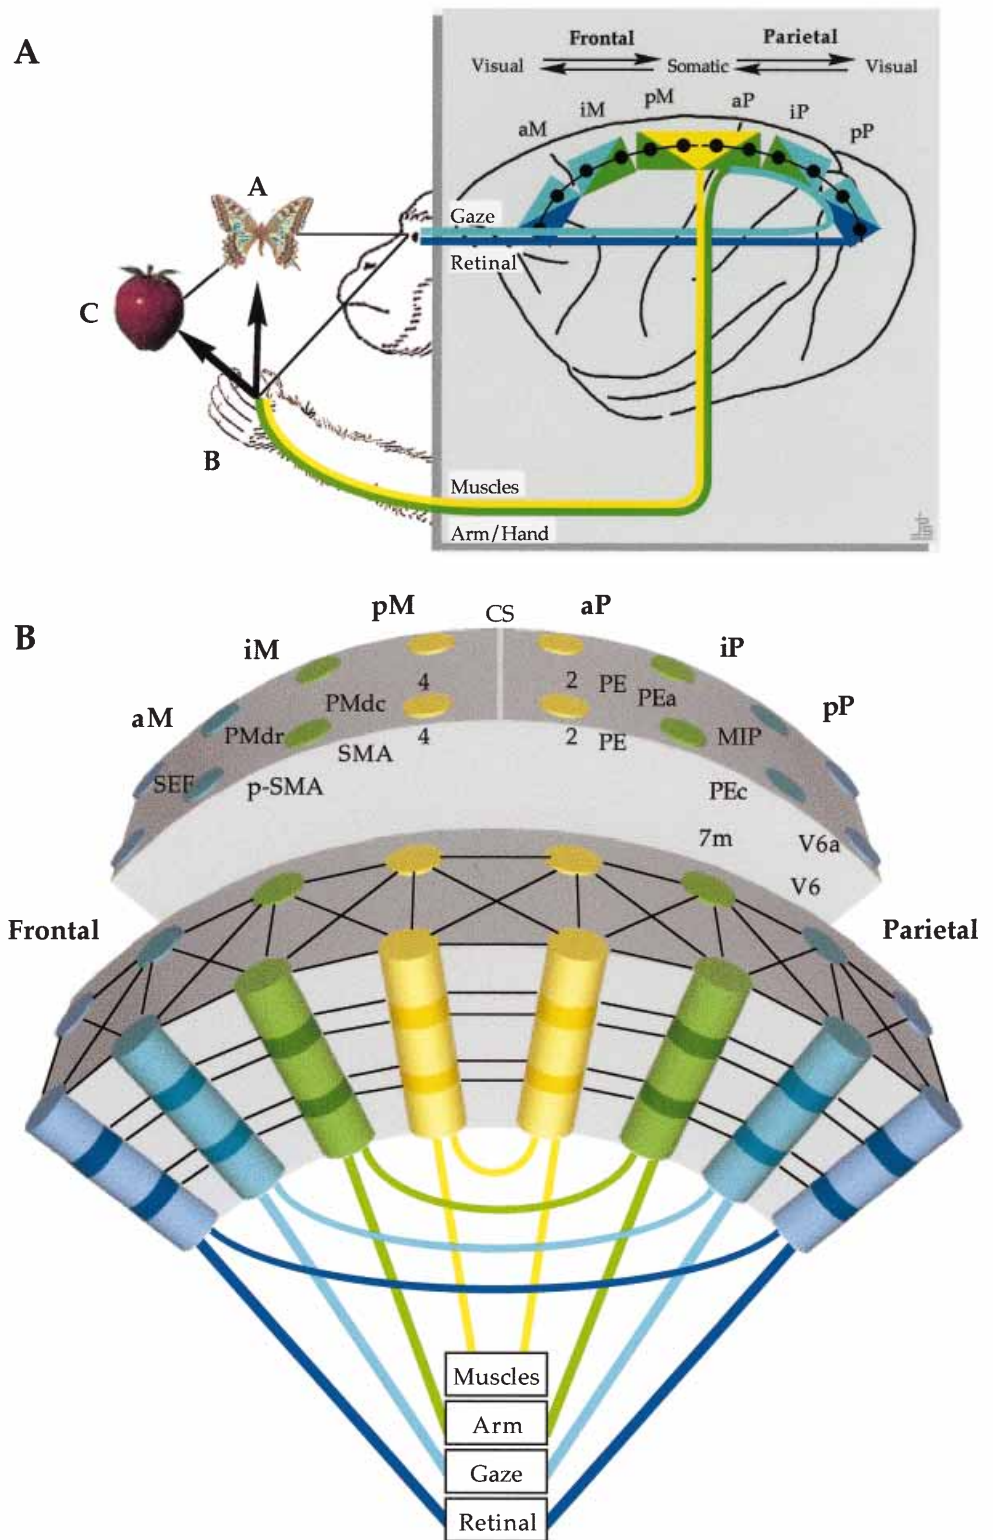 A
Frontal Parietal
Visual Somatic Visual
pM aP
iM iP
aM pP
A
Gaze
Retinal
C
B
Muscles
Arm/Hand
B
pM CS aP
iM iP
aM pP
4 2 PE
PMdc PEa
PMdr SMA 4 2 PE MIP
SEF p-SMA PEc
7m V6a
V6
Frontal Parietal
Muscles
Arm
Gaze
Retinal